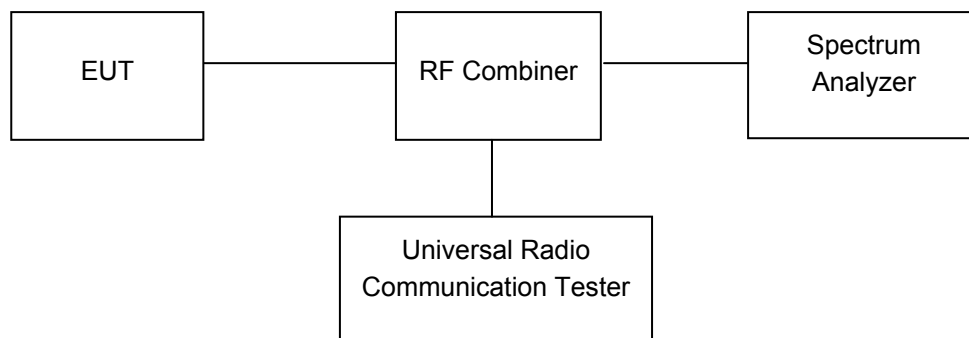 EUT
RF Combiner
Spectrum
Analyzer
Universal Radio
Communication Tester